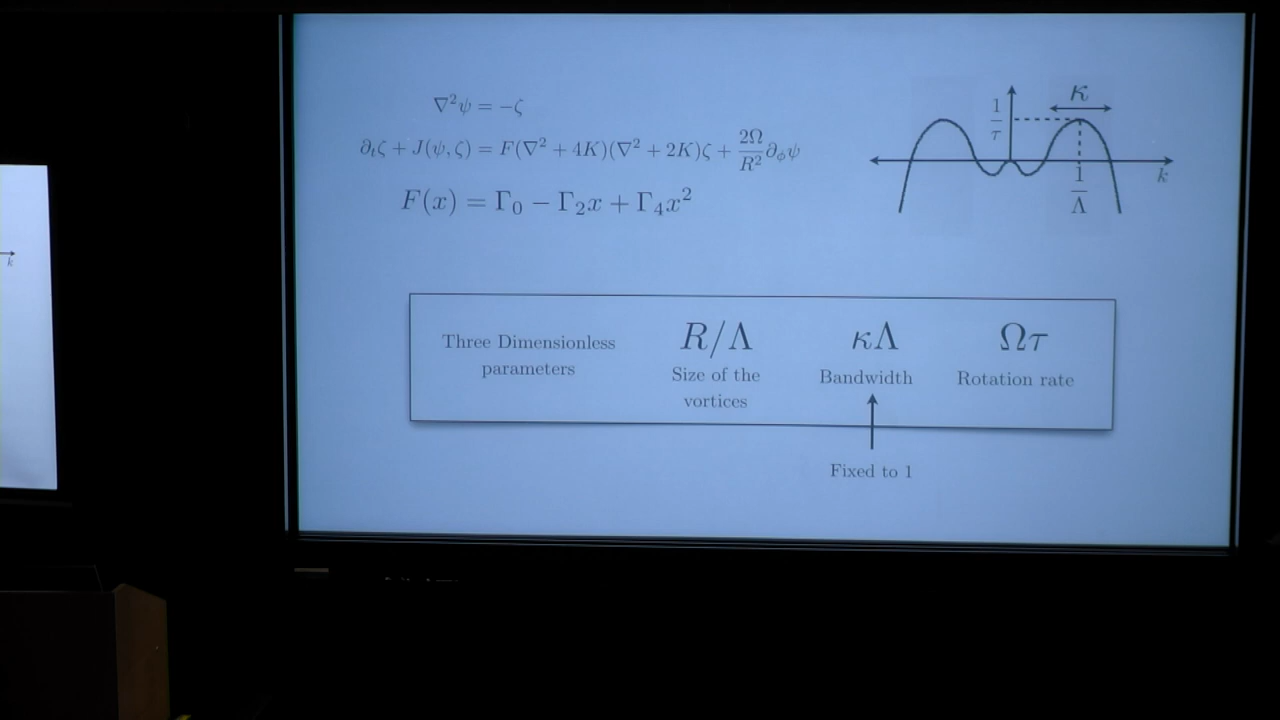 ∇²ψ = −ζ
∂ₜζ + J(ψ, ζ) = F(∇² + 4K)(∇² + 2K)ζ + 2Ω/R² ∂_ϕψ
F(x) = Γ₀ − Γ₂x + Γ₄x²
κ
1/τ
k
1/Λ
k
Three Dimensionless
parameters
R/Λ
Size of the
vortices
κΛ
Bandwidth
Ωτ
Rotation rate
Fixed to 1